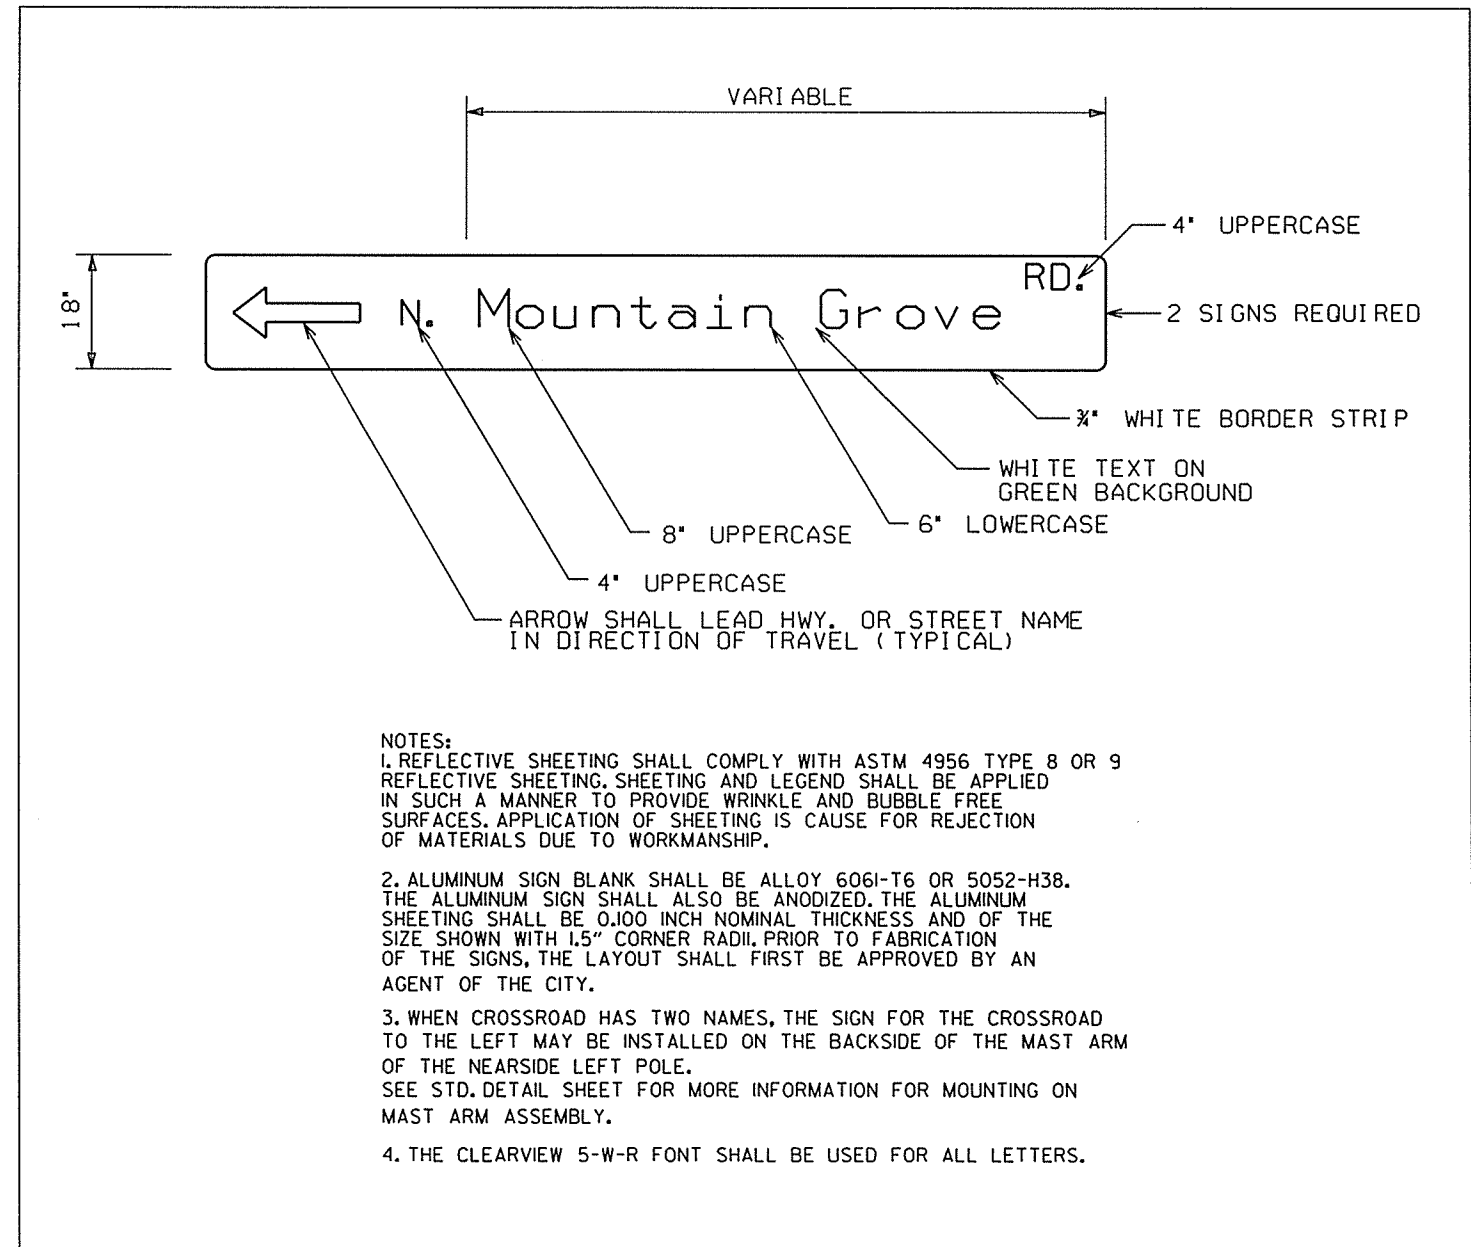 VARIABLE
4" UPPERCASE
18"
RD.
N. Mountain Grove
2 SIGNS REQUIRED
¾" WHITE BORDER STRIP
WHITE TEXT ON
GREEN BACKGROUND
6" LOWERCASE
8" UPPERCASE
4" UPPERCASE
ARROW SHALL LEAD HWY. OR STREET NAME
IN DIRECTION OF TRAVEL (TYPICAL)
NOTES:
1. REFLECTIVE SHEETING SHALL COMPLY WITH ASTM 4956 TYPE 8 OR 9
REFLECTIVE SHEETING. SHEETING AND LEGEND SHALL BE APPLIED
IN SUCH A MANNER TO PROVIDE WRINKLE AND BUBBLE FREE
SURFACES. APPLICATION OF SHEETING IS CAUSE FOR REJECTION
OF MATERIALS DUE TO WORKMANSHIP.
2. ALUMINUM SIGN BLANK SHALL BE ALLOY 6061-T6 OR 5052-H38.
THE ALUMINUM SIGN SHALL ALSO BE ANODIZED. THE ALUMINUM
SHEETING SHALL BE 0.100 INCH NOMINAL THICKNESS AND OF THE
SIZE SHOWN WITH 1.5" CORNER RADII. PRIOR TO FABRICATION
OF THE SIGNS, THE LAYOUT SHALL FIRST BE APPROVED BY AN
AGENT OF THE CITY.
3. WHEN CROSSROAD HAS TWO NAMES, THE SIGN FOR THE CROSSROAD
TO THE LEFT MAY BE INSTALLED ON THE BACKSIDE OF THE MAST ARM
OF THE NEARSIDE LEFT POLE.
SEE STD. DETAIL SHEET FOR MORE INFORMATION FOR MOUNTING ON
MAST ARM ASSEMBLY.
4. THE CLEARVIEW 5-W-R FONT SHALL BE USED FOR ALL LETTERS.